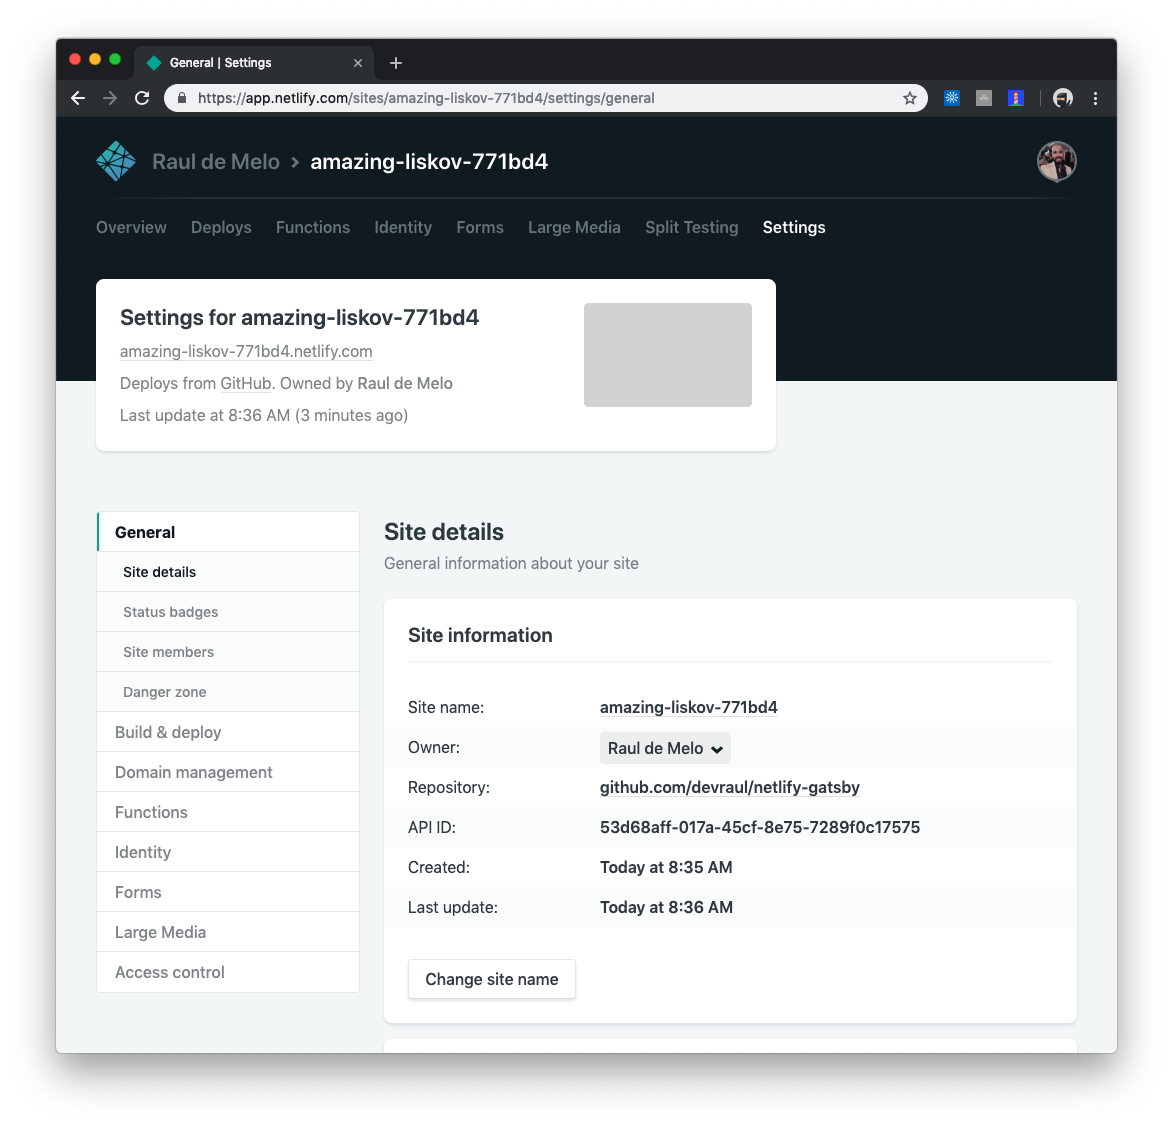 General | Settings
https://app.netlify.com/sites/amazing-liskov-771bd4/settings/general
Raul de Melo > amazing-liskov-771bd4
Overview Deploys Functions Identity Forms Large Media Split Testing Settings
Settings for amazing-liskov-771bd4
amazing-liskov-771bd4.netlify.com
Deploys from GitHub. Owned by Raul de Melo
Last update at 8:36 AM (3 minutes ago)
General
Site details
Status badges
Site members
Danger zone
Build & deploy
Domain management
Functions
Identity
Forms
Large Media
Access control
Site details
General information about your site
Site information
Site name: amazing-liskov-771bd4
Owner: Raul de Melo
Repository: github.com/devraul/netlify-gatsby
API ID: 53d68aff-017a-45cf-8e75-7289f0c17575
Created: Today at 8:35 AM
Last update: Today at 8:36 AM
Change site name